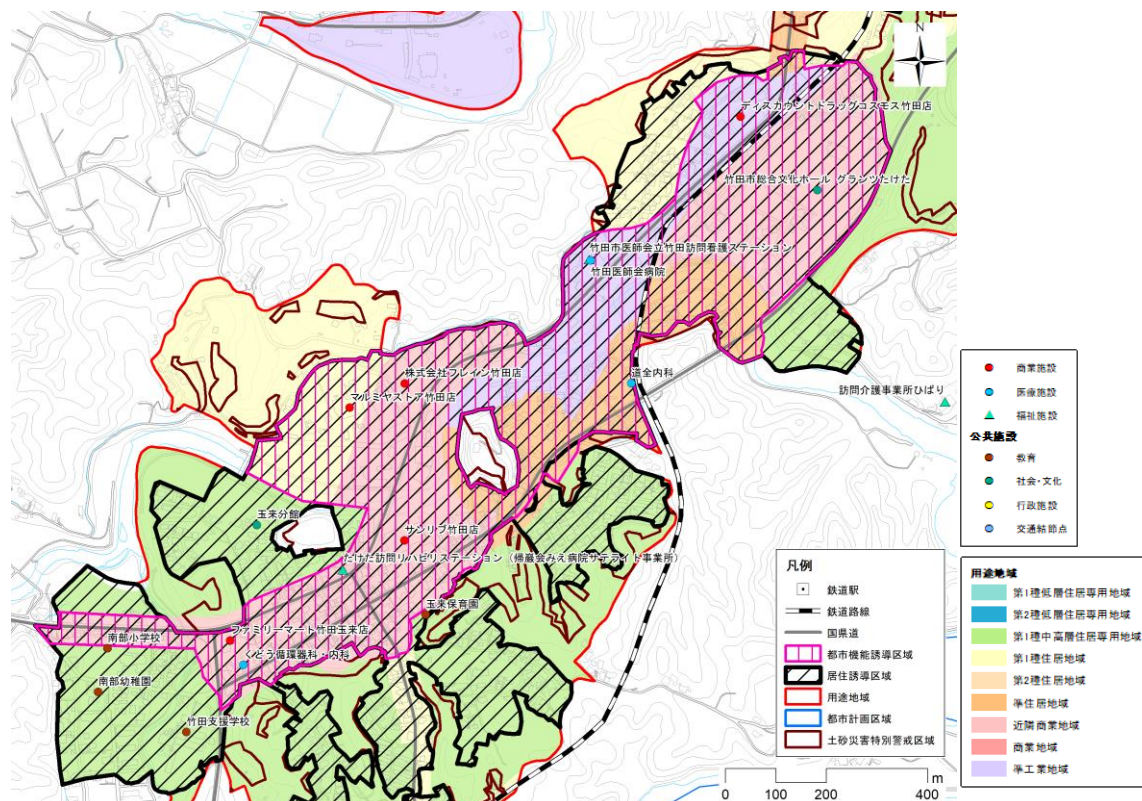 N
ディスカウントドラッグコスモス竹田店
竹田市総合文化ホール グランツたけた
竹田市医師会立竹田訪問看護ステーション
竹田医師会病院
株式会社フレイン竹田店
道全内科
マルミヤストア竹田店
訪問介護事業所ひばり
玉来分館
サンリブ竹田店
たけた訪問リハビリステーション（帰巌会みえ病院サテライト事業所）
玉来保育園
ファミリーマート竹田玉来店
南部小学校
くどう循環器科・内科
南部幼稚園
竹田支援学校
商業施設
医療施設
福祉施設
公共施設
教育
社会・文化
行政施設
交通結節点
凡例
鉄道駅
鉄道路線
国県道
都市機能誘導区域
居住誘導区域
用途地域
都市計画区域
土砂災害特別警戒区域
用途地域
第1種低層住居専用地域
第2種低層住居専用地域
第1種中高層住居専用地域
第1種住居地域
第2種住居地域
準住居地域
近隣商業地域
商業地域
準工業地域
0 100 200 400 m